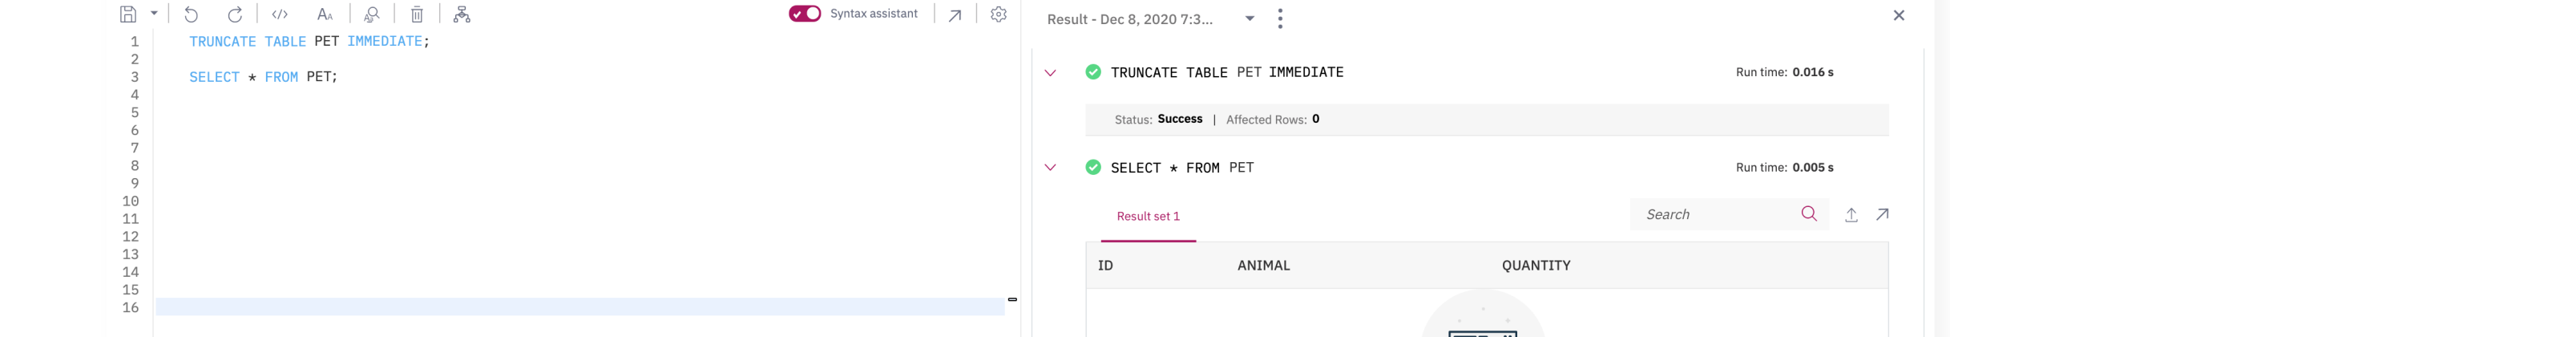 Syntax assistant
1 TRUNCATE TABLE PET IMMEDIATE;
2
3 SELECT * FROM PET;
4
5
6
7
8
9
10
11
12
13
14
15
16
Result - Dec 8, 2020 7:3...
TRUNCATE TABLE PET IMMEDIATE Run time: 0.016 s
Status: Success | Affected Rows: 0
SELECT * FROM PET Run time: 0.005 s
Result set 1 Search
ID ANIMAL QUANTITY